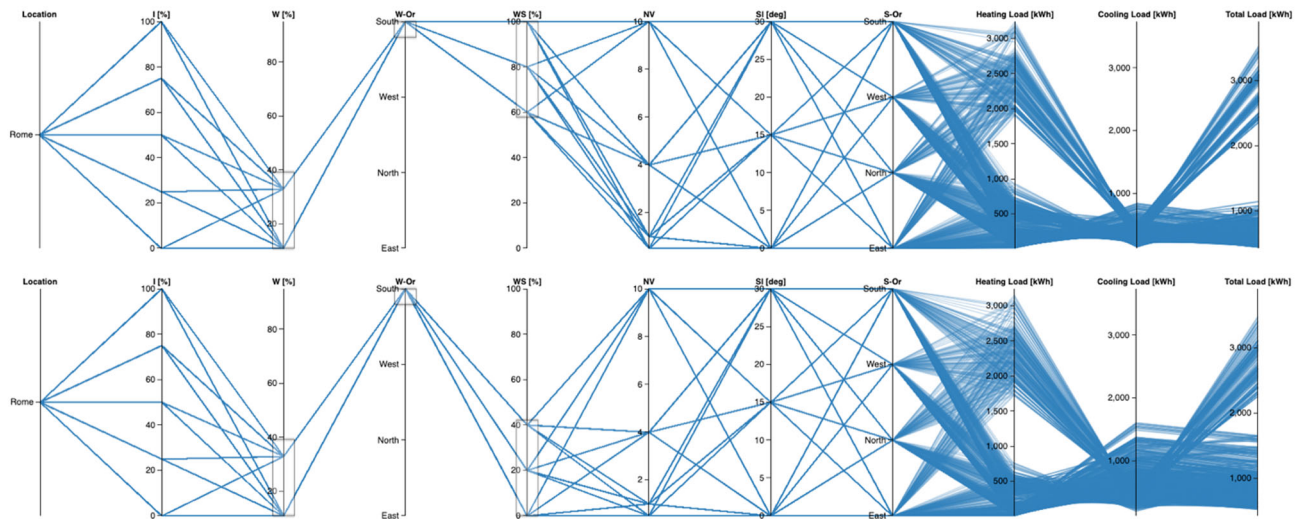 Location I [%] W [%] W-Or WS [%] NV SI [deg] S-Or Heating Load [kWh] Cooling Load [kWh] Total Load [kWh]
100 South 100 10 30 South
3,000 3,000
80 80 80 8 25 2,500
60 West 20 West 2,000 2,000
Rome 60 60 6 15 3,000 2,000
40 40 North 40 4 10 North 1,500 1,000
20 20 20 2 5 1,000 1,000
500
0 0 East 0 0 0 East
Location I [%] W [%] W-Or WS [%] NV SI [deg] S-Or Heating Load [kWh] Cooling Load [kWh] Total Load [kWh]
100 South 100 10 30 South
80 80 80 8 25 3,000 3,000 3,000
60 West 20 West 2,500 2,000
Rome 60 60 6 15 2,000 2,000
40 40 North 40 4 10 North 1,500 1,000
20 20 20 2 5 1,000 1,000
500
0 0 East 0 0 0 East